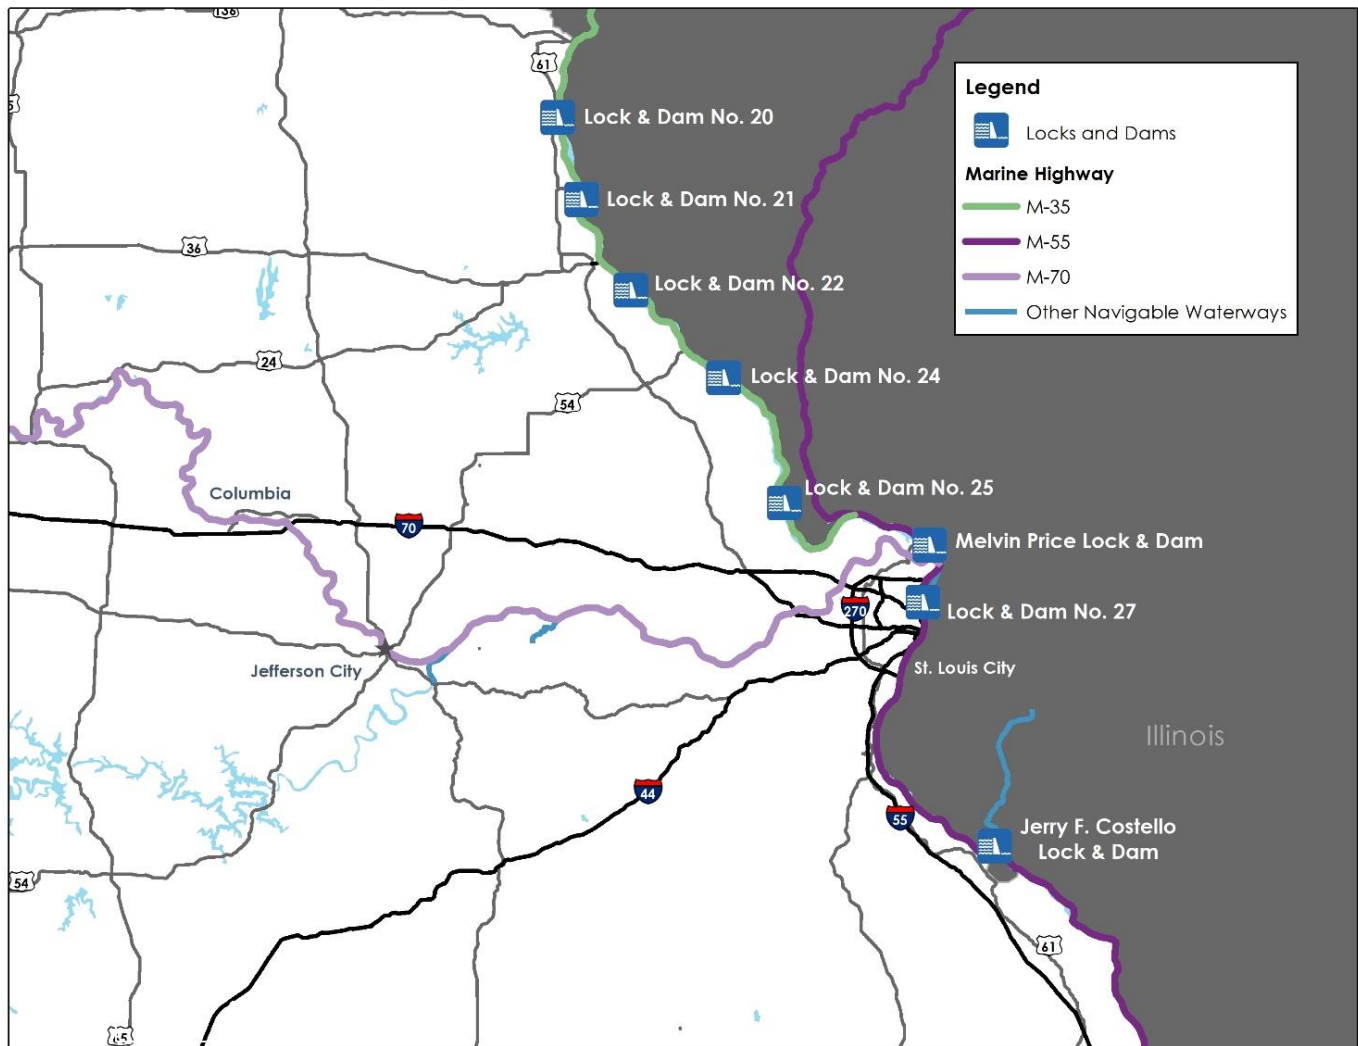 136
61
Lock & Dam No. 20
Lock & Dam No. 21
36
Lock & Dam No. 22
24
Lock & Dam No. 24
54
Columbia
Lock & Dam No. 25
70
Melvin Price Lock & Dam
270
Lock & Dam No. 27
Jefferson City
St. Louis City
Illinois
44
55
Jerry F. Costello
Lock & Dam
54
61
65
Legend
Locks and Dams
Marine Highway
M-35
M-55
M-70
Other Navigable Waterways